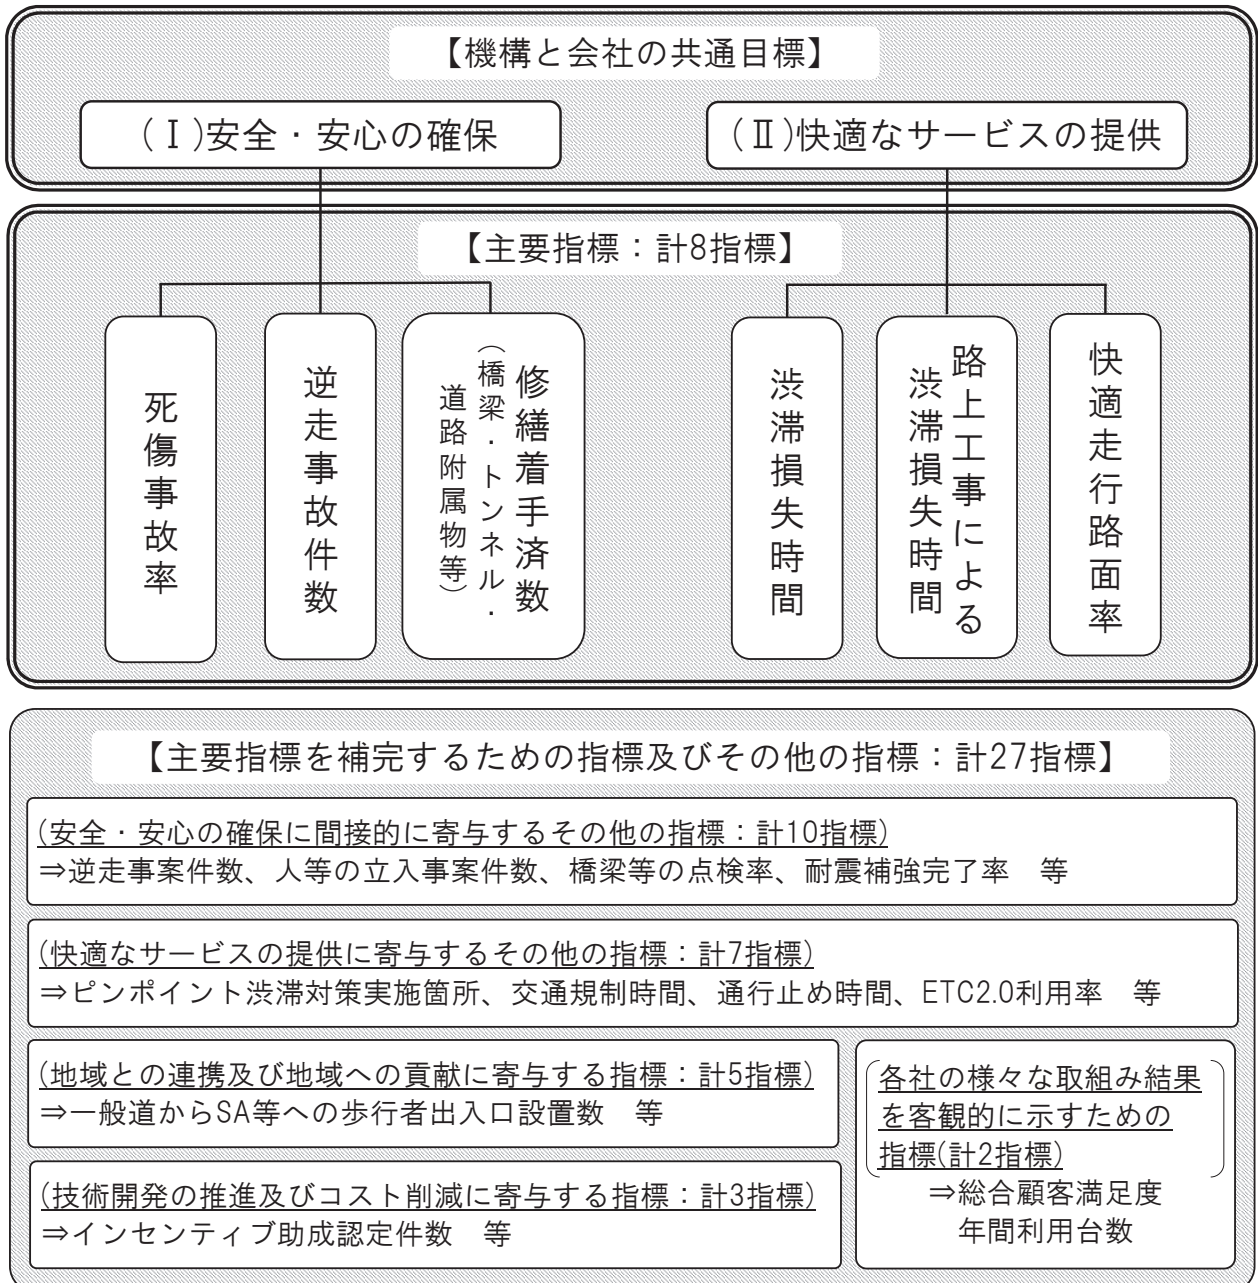 【機構と会社の共通目標】
(Ⅰ)安全・安心の確保
(Ⅱ)快適なサービスの提供
【主要指標：計8指標】
死傷事故率
逆走事故件数
修繕着手済数
(橋梁・トンネル・
道路附属物等)
渋滞損失時間
路上工事による
渋滞損失時間
快適走行路面率
【主要指標を補完するための指標及びその他の指標：計27指標】
(安全・安心の確保に間接的に寄与するその他の指標：計10指標)
⇒逆走事案件数、人等の立入事案件数、橋梁等の点検率、耐震補強完了率　等
(快適なサービスの提供に寄与するその他の指標：計7指標)
⇒ピンポイント渋滞対策実施箇所、交通規制時間、通行止め時間、ETC2.0利用率　等
(地域との連携及び地域への貢献に寄与する指標：計5指標)
⇒一般道からSA等への歩行者出入口設置数　等
(技術開発の推進及びコスト削減に寄与する指標：計3指標)
⇒インセンティブ助成認定件数　等
各社の様々な取組み結果
を客観的に示すための
指標(計2指標)
⇒総合顧客満足度
年間利用台数